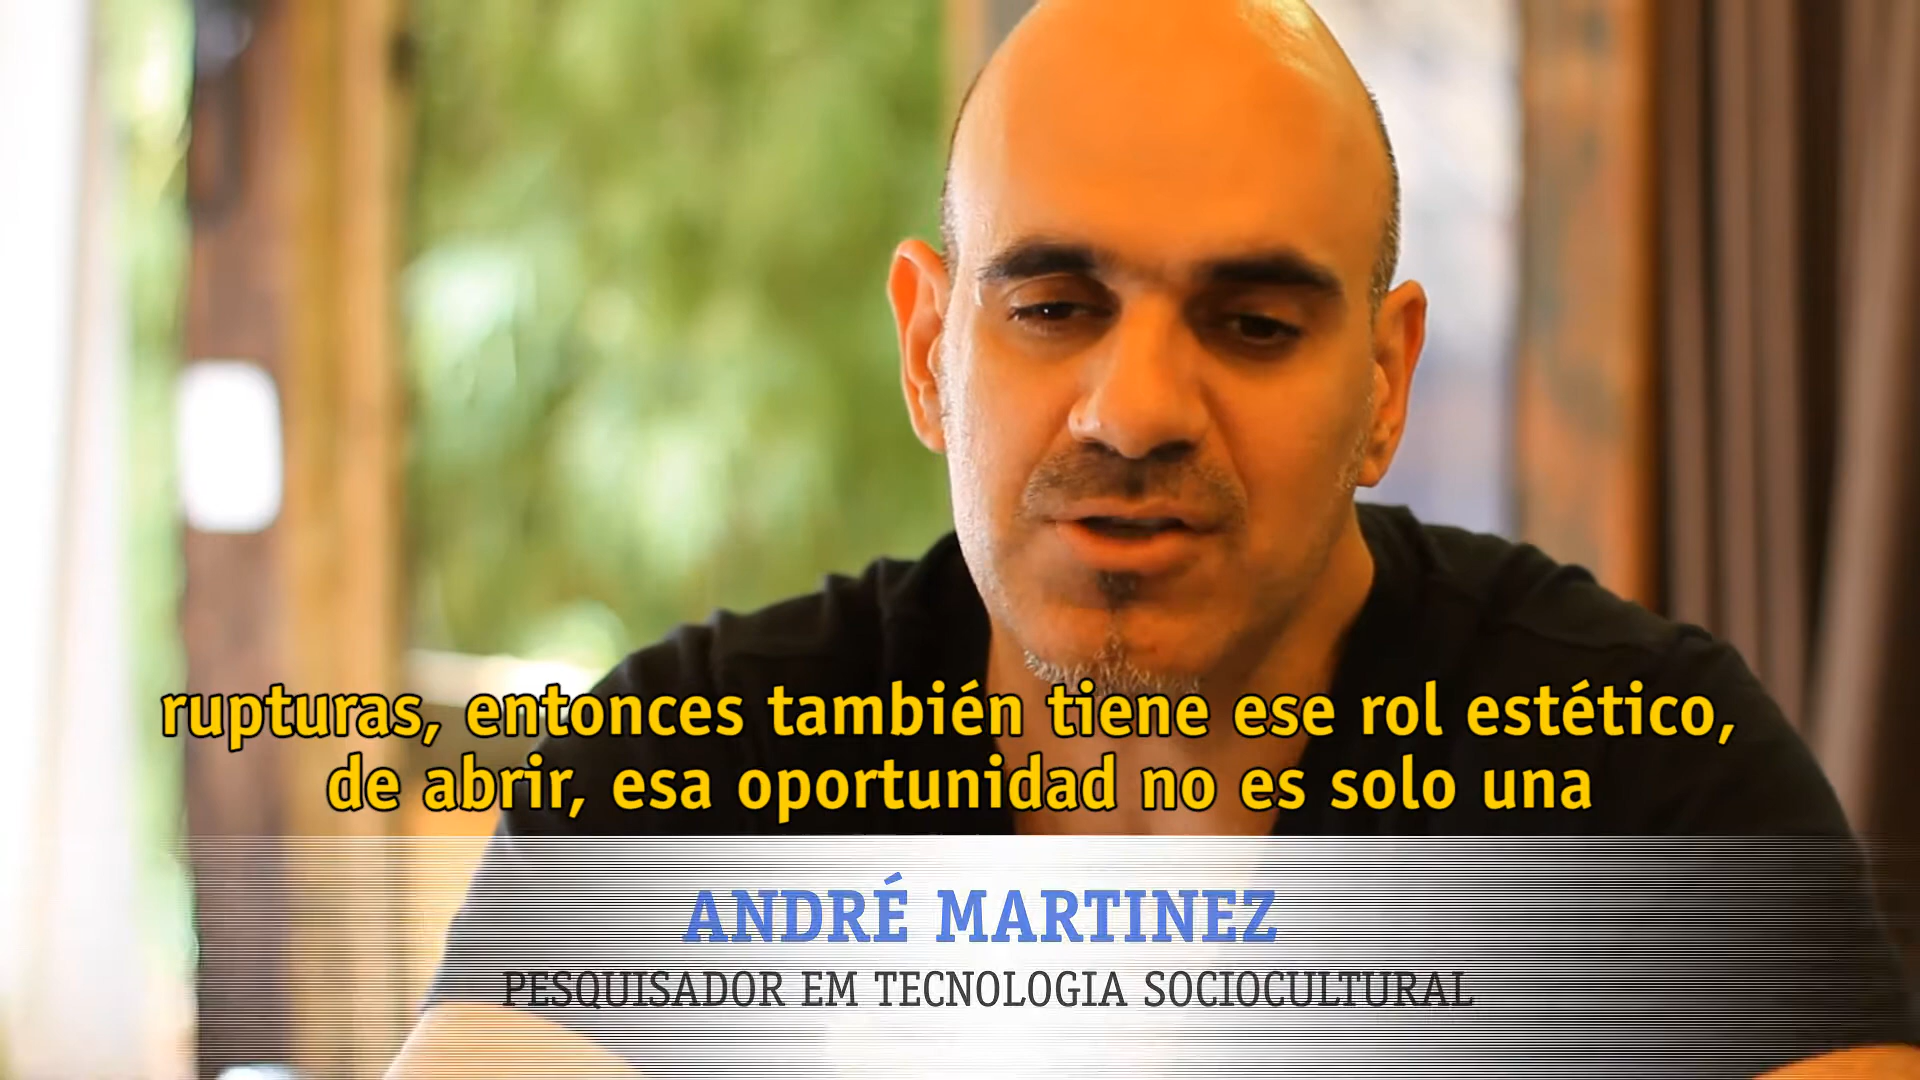 rupturas, entonces también tiene ese rol estético,
de abrir, esa oportunidad no es solo una
ANDRÉ MARTINEZ
PESQUISADOR EM TECNOLOGIA SOCIOCULTURAL